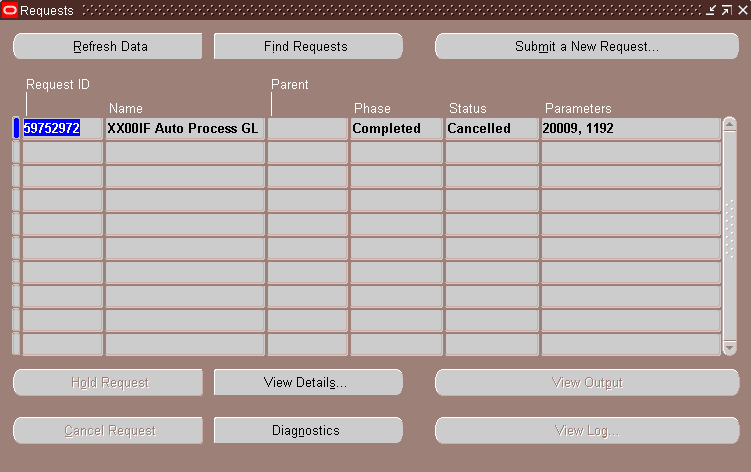 Requests
Refresh Data Find Requests Submit a New Request...
Request ID Parent
Name Phase Status Parameters
59752972 XX00IF Auto Process GL Completed Cancelled 20009, 1192
Hold Request View Details... View Output
Cancel Request Diagnostics View Log...